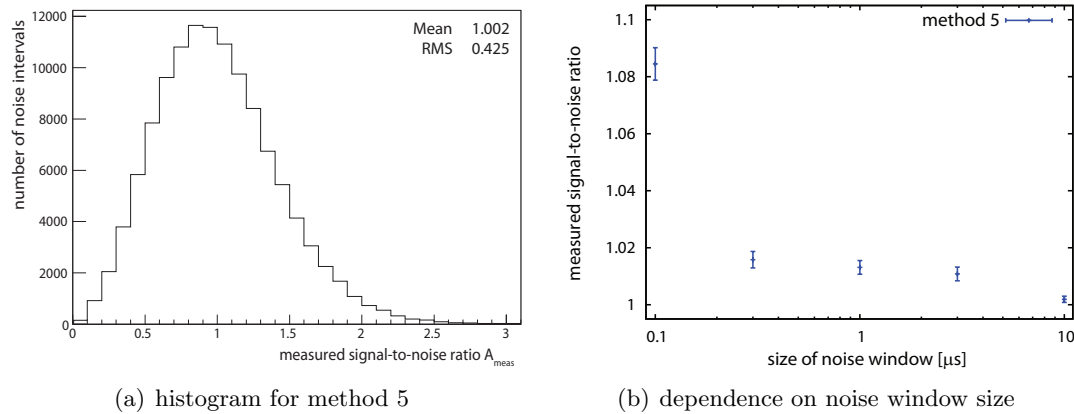 12000
10000
8000
6000
4000
2000
0
number of noise intervals
Mean 1.002
RMS 0.425
0 0.5 1 1.5 2 2.5 3
measured signal-to-noise ratio A_meas
(a) histogram for method 5
1.1
1.08
1.06
1.04
1.02
1
measured signal-to-noise ratio
method 5
0.1 1 10
size of noise window [μs]
(b) dependence on noise window size